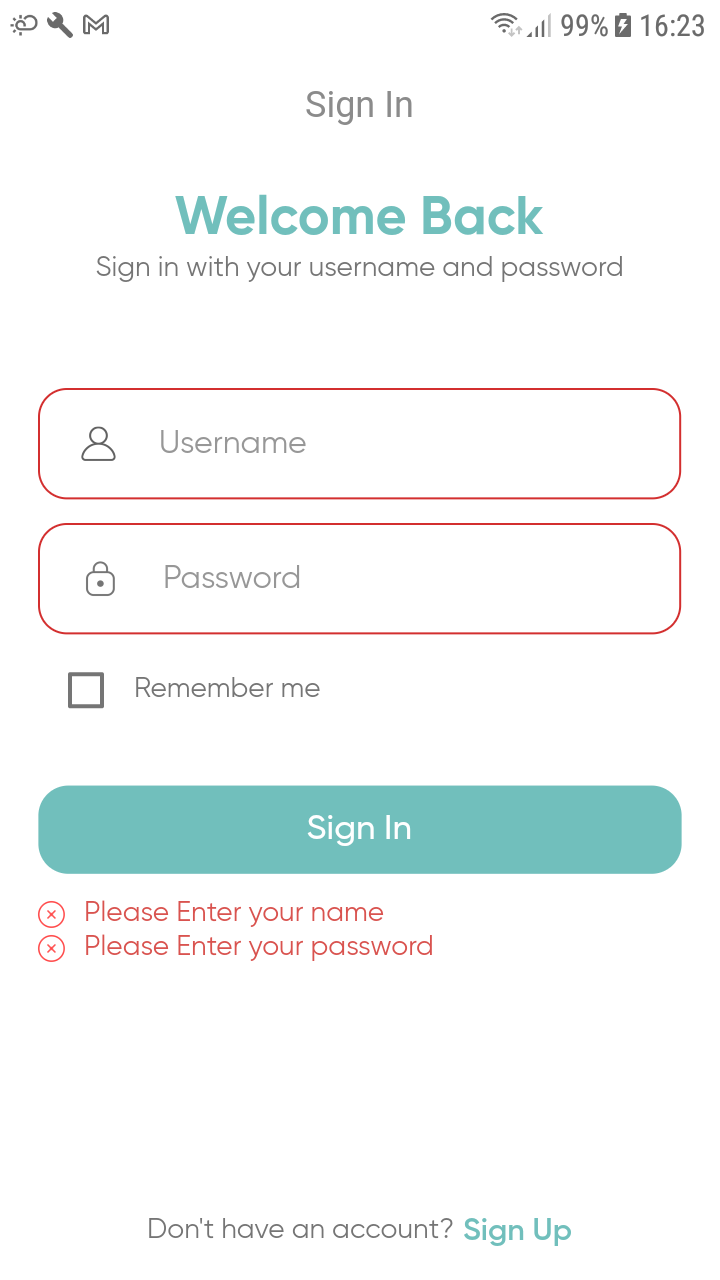 99% 16:23
Sign In
Welcome Back
Sign in with your username and password
Username
Password
Remember me
Sign In
Please Enter your name
Please Enter your password
Don't have an account? Sign Up